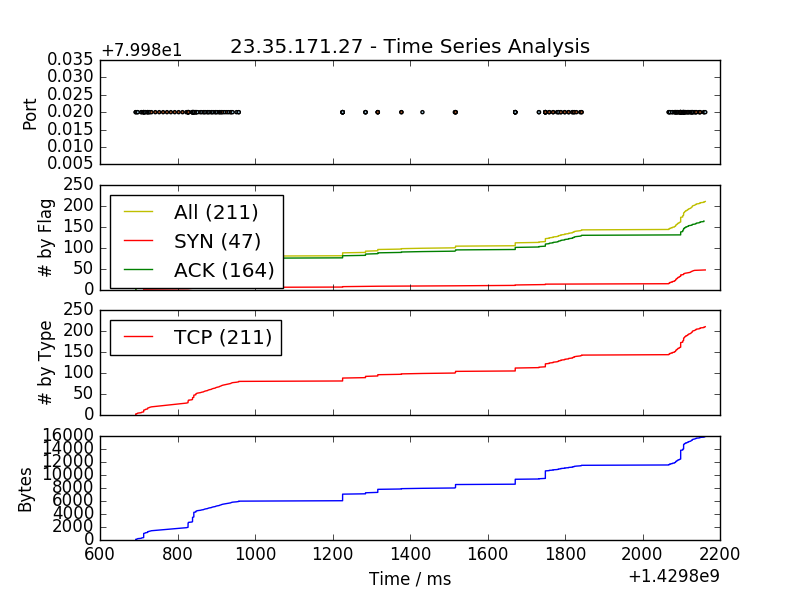 +7.998e1
23.35.171.27 - Time Series Analysis
Port
0.035
0.030
0.025
0.020
0.015
0.010
0.005
# by Flag
250
200
150
100
50
0
All (211)
SYN (47)
ACK (164)
# by Type
250
200
150
100
50
0
TCP (211)
Bytes
16000
14000
12000
10000
8000
6000
4000
2000
0
600 800 1000 1200 1400 1600 1800 2000 2200
Time / ms
+1.4298e9